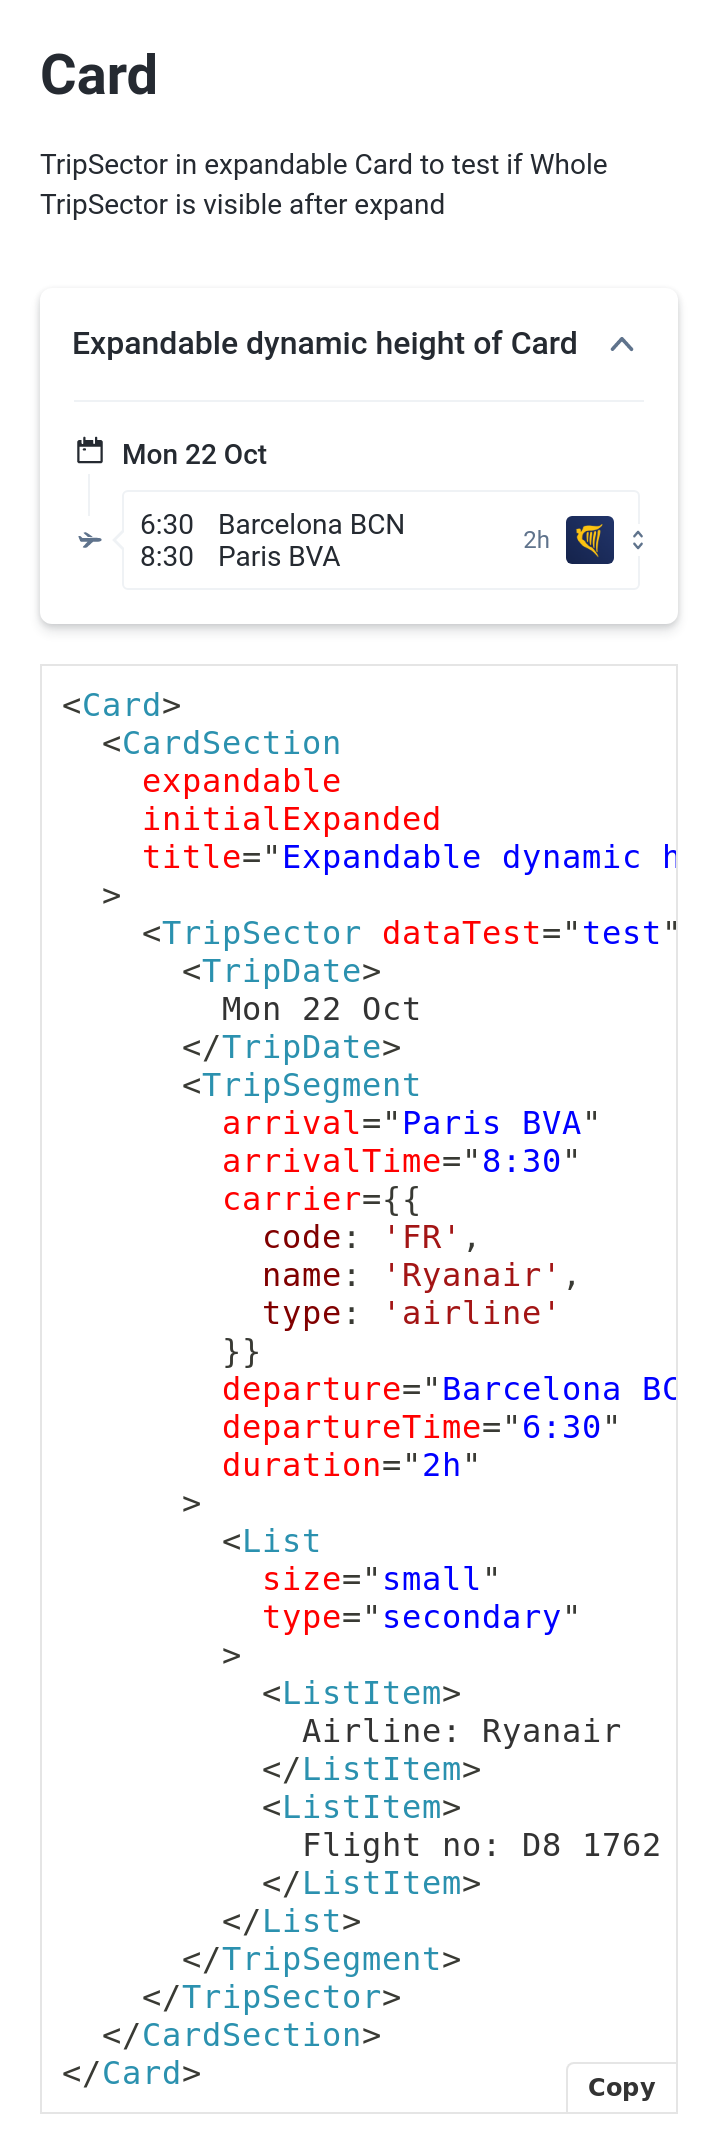 Card
TripSector in expandable Card to test if Whole
TripSector is visible after expand
Expandable dynamic height of Card
Mon 22 Oct
6:30 Barcelona BCN
8:30 Paris BVA
2h
<Card>
  <CardSection
    expandable
    initialExpanded
    title="Expandable dynamic h
  >
    <TripSector dataTest="test"
      <TripDate>
        Mon 22 Oct
      </TripDate>
      <TripSegment
        arrival="Paris BVA"
        arrivalTime="8:30"
        carrier={{
          code: 'FR',
          name: 'Ryanair',
          type: 'airline'
        }}
        departure="Barcelona BC
        departureTime="6:30"
        duration="2h"
      >
        <List
          size="small"
          type="secondary"
        >
          <ListItem>
            Airline: Ryanair
          </ListItem>
          <ListItem>
            Flight no: D8 1762
          </ListItem>
        </List>
      </TripSegment>
    </TripSector>
  </CardSection>
</Card>
Copy